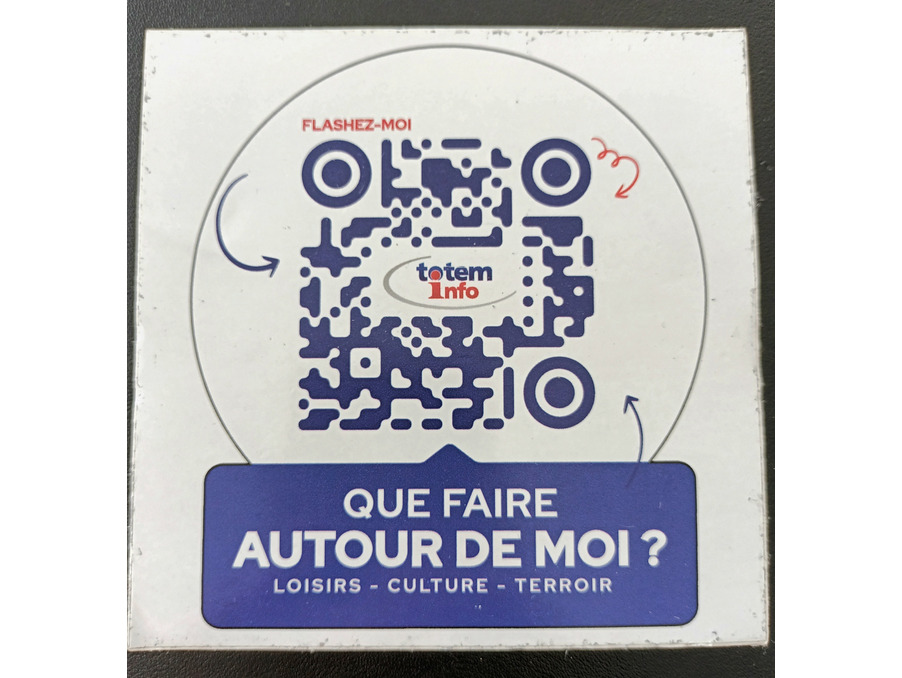 FLASHEZ-MOI
totem
info
QUE FAIRE
AUTOUR DE MOI ?
LOISIRS - CULTURE - TERROIR